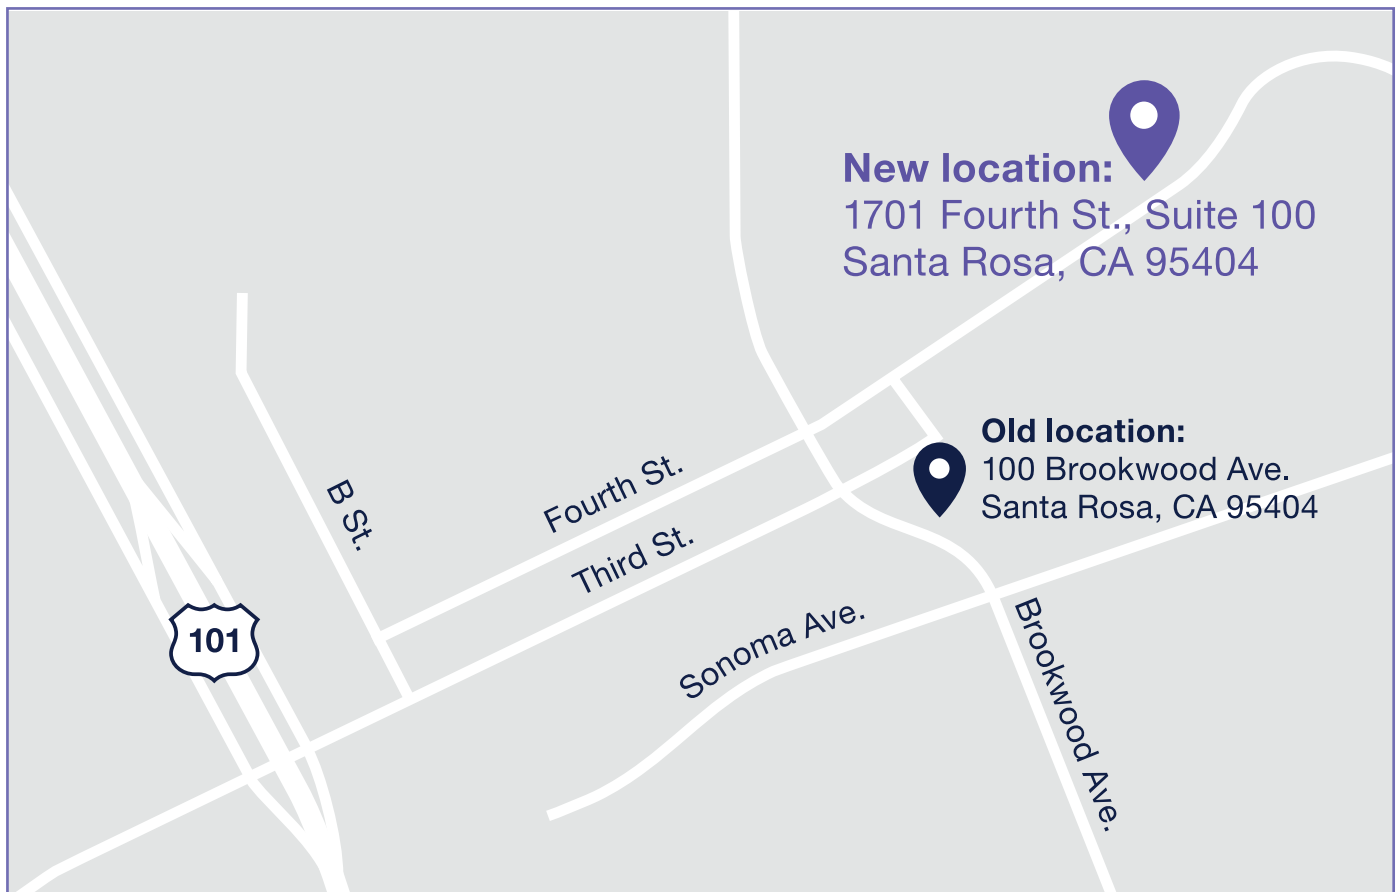 New location:
1701 Fourth St., Suite 100
Santa Rosa, CA 95404
Old location:
100 Brookwood Ave.
Santa Rosa, CA 95404
B St.
Fourth St.
Third St.
101
Sonoma Ave.
Brookwood Ave.